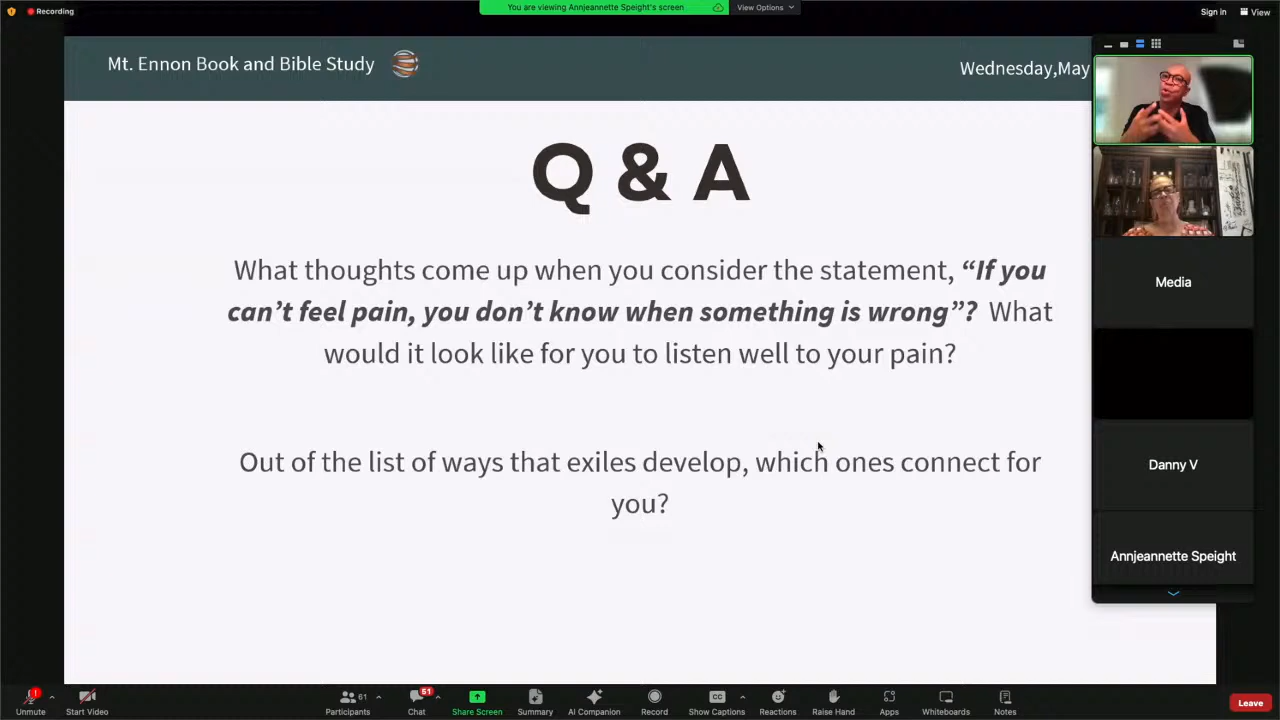 Recording
You are viewing Annjeannette Speight's screen
View Options
Sign in
View
Mt. Ennon Book and Bible Study
Wednesday,May
Q & A
What thoughts come up when you consider the statement, “If you
can’t feel pain, you don’t know when something is wrong”? What
would it look like for you to listen well to your pain?
Out of the list of ways that exiles develop, which ones connect for
you?
Media
Danny V
Annjeannette Speight
Unmute
Start Video
61
Participants
51
Chat
Share Screen
Summary
AI Companion
Record
CC
Show Captions
Reactions
Raise Hand
Apps
Whiteboards
Notes
Leave